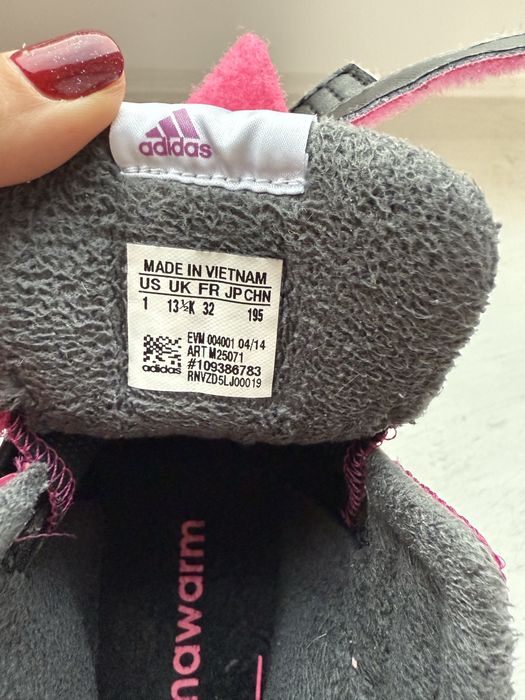 adidas
MADE IN VIETNAM
US UK FR JP CHN
1 13½K 32 195
EVM 004001 04/14
ART M25071
#109386783
adidas
RNVZD5LJ00019
mawarm